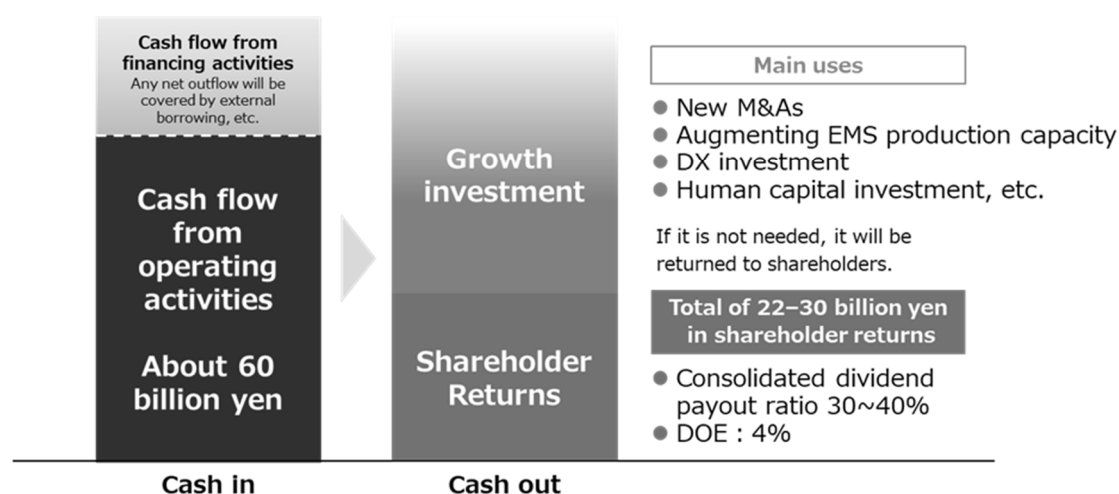 Cash flow from
financing activities
Any net outflow will be
covered by external
borrowing, etc.
Cash flow
from
operating
activities
About 60
billion yen
Cash in
Growth
investment
Shareholder
Returns
Cash out
Main uses
● New M&As
● Augmenting EMS production capacity
● DX investment
● Human capital investment, etc.
If it is not needed, it will be
returned to shareholders.
Total of 22–30 billion yen
in shareholder returns
● Consolidated dividend
payout ratio 30~40%
● DOE : 4%